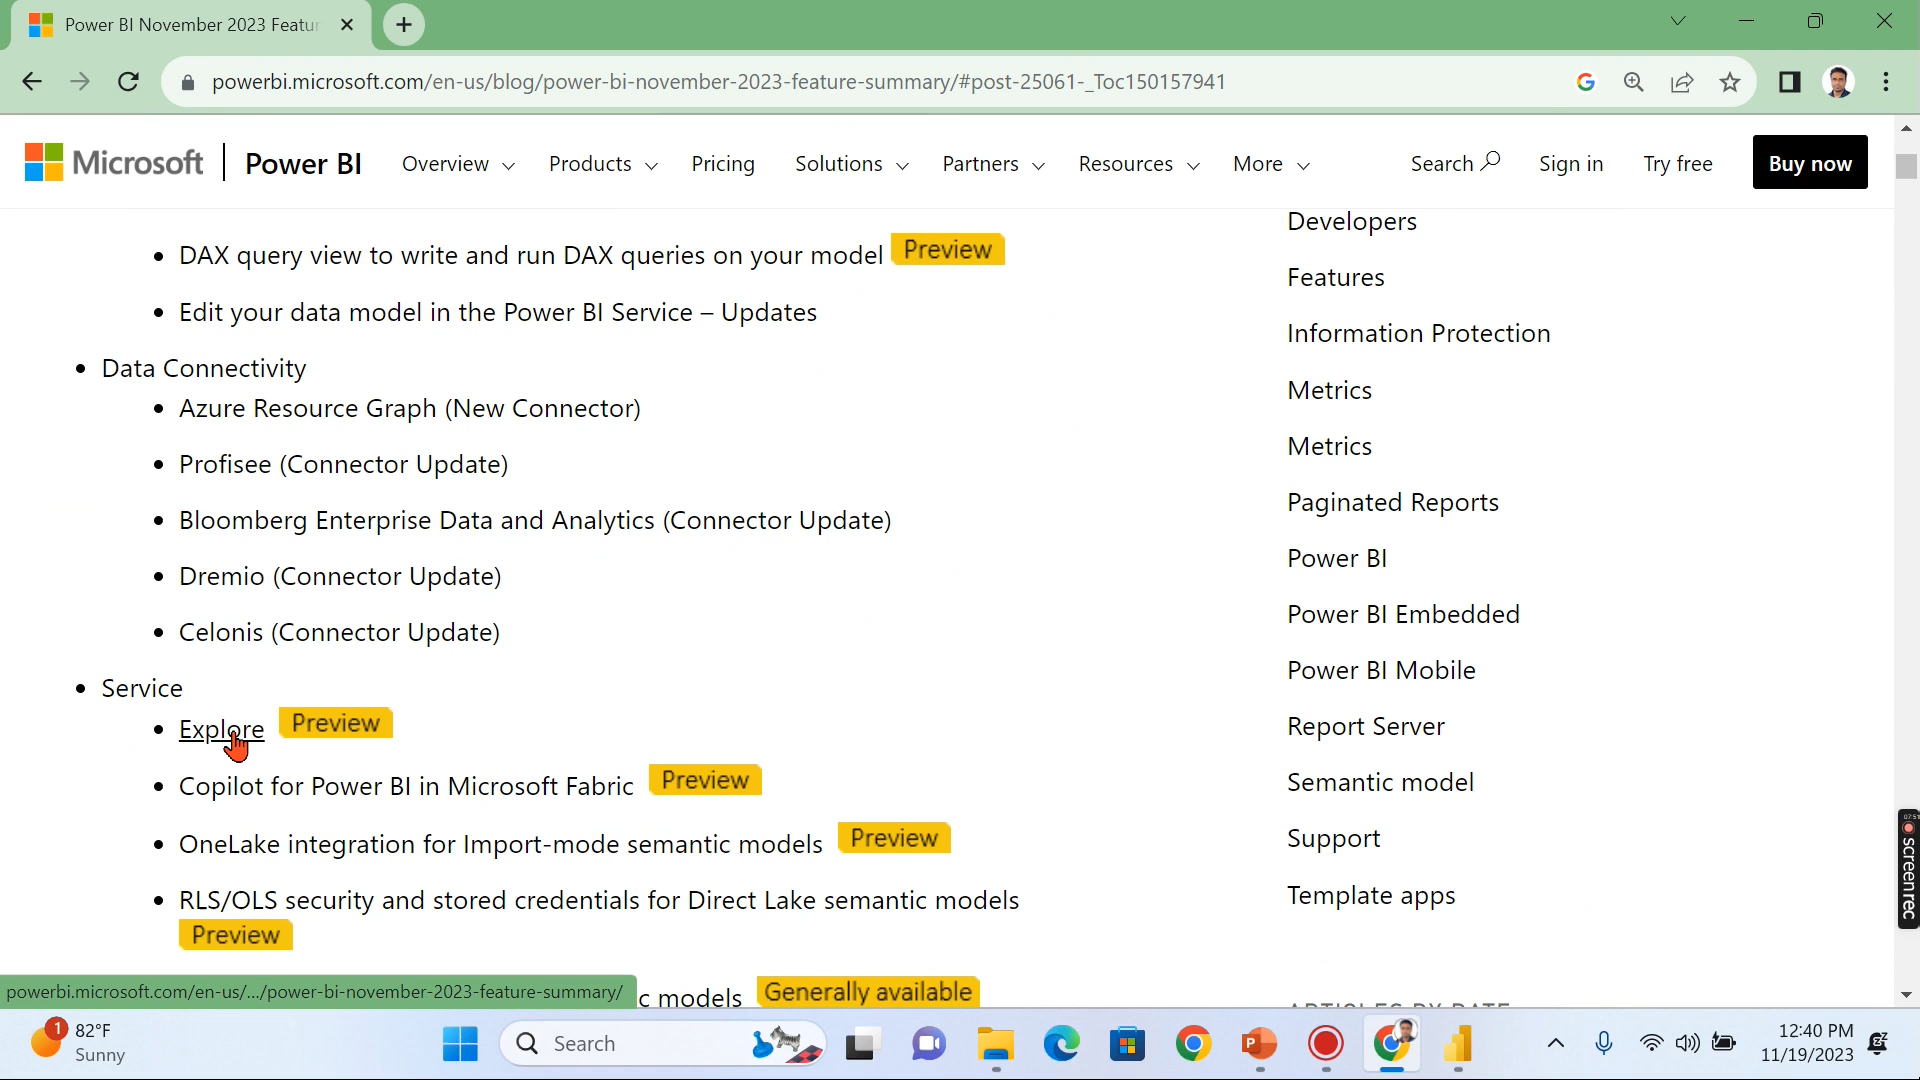 Power BI November 2023 Featu
powerbi.microsoft.com/en-us/blog/power-bi-november-2023-feature-summary/#post-25061-_Toc150157941
Microsoft Power BI Overview Products Pricing Solutions Partners Resources More Search Sign in Try free Buy now
DAX query view to write and run DAX queries on your model Preview
Edit your data model in the Power BI Service – Updates
Data Connectivity
Azure Resource Graph (New Connector)
Profisee (Connector Update)
Bloomberg Enterprise Data and Analytics (Connector Update)
Dremio (Connector Update)
Celonis (Connector Update)
Service
Explore Preview
Copilot for Power BI in Microsoft Fabric Preview
OneLake integration for Import-mode semantic models Preview
RLS/OLS security and stored credentials for Direct Lake semantic models
Preview
c models Generally available
Developers
Features
Information Protection
Metrics
Metrics
Paginated Reports
Power BI
Power BI Embedded
Power BI Mobile
Report Server
Semantic model
Support
Template apps
ARTICLES BY DATE
powerbi.microsoft.com/en-us/.../power-bi-november-2023-feature-summary/
screenrec
1
82°F
Sunny
Search
12:40 PM
11/19/2023